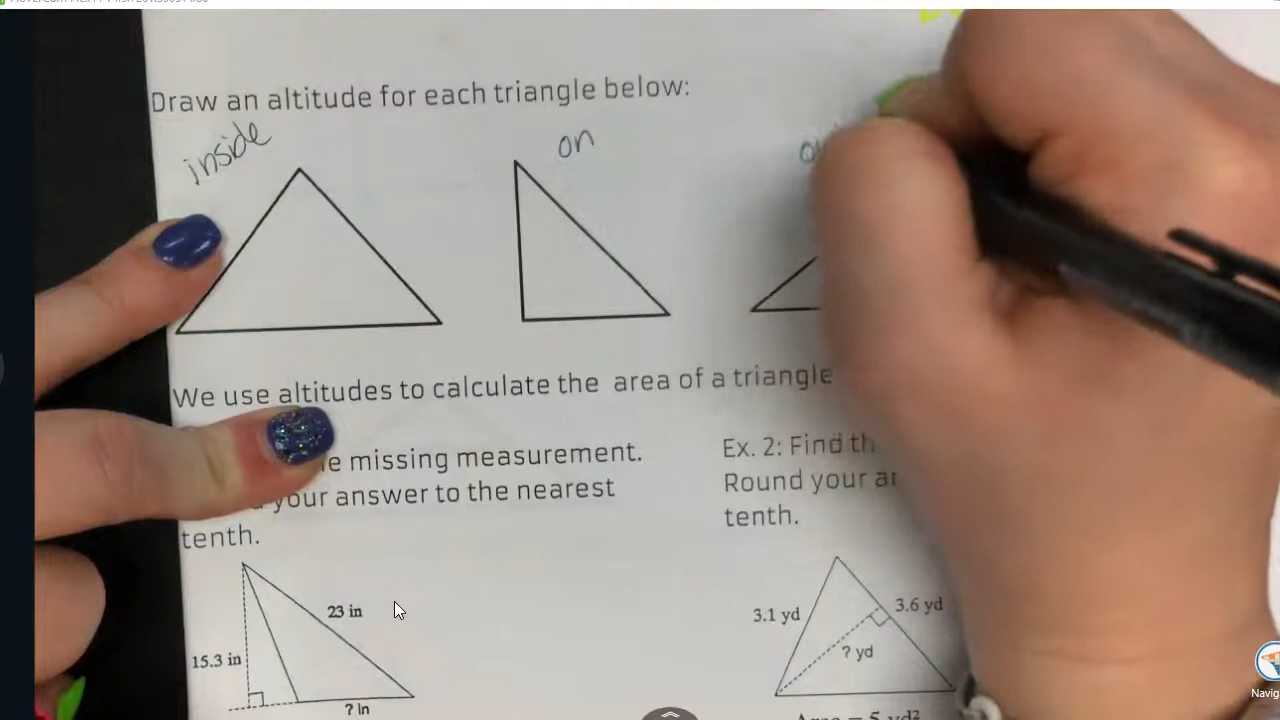 Draw an altitude for each triangle below:
inside
on
We use altitudes to calculate the area of a triangle
missing measurement.
your answer to the nearest
tenth.
Ex. 2: Find
Round your
tenth.
23 in
15.3 in
? in
3.1 yd
3.6 yd
? yd